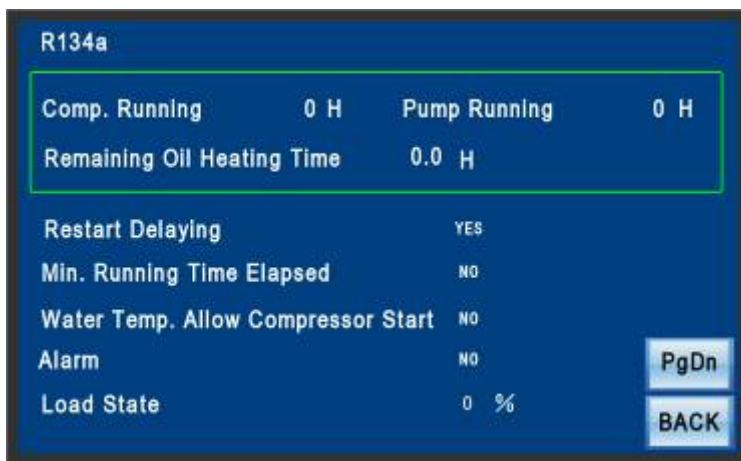 R134a
Comp. Running 0 H Pump Running 0 H
Remaining Oil Heating Time 0.0 H
Restart Delaying YES
Min. Running Time Elapsed NO
Water Temp. Allow Compressor Start NO
Alarm NO
PgDn
Load State 0 %
BACK